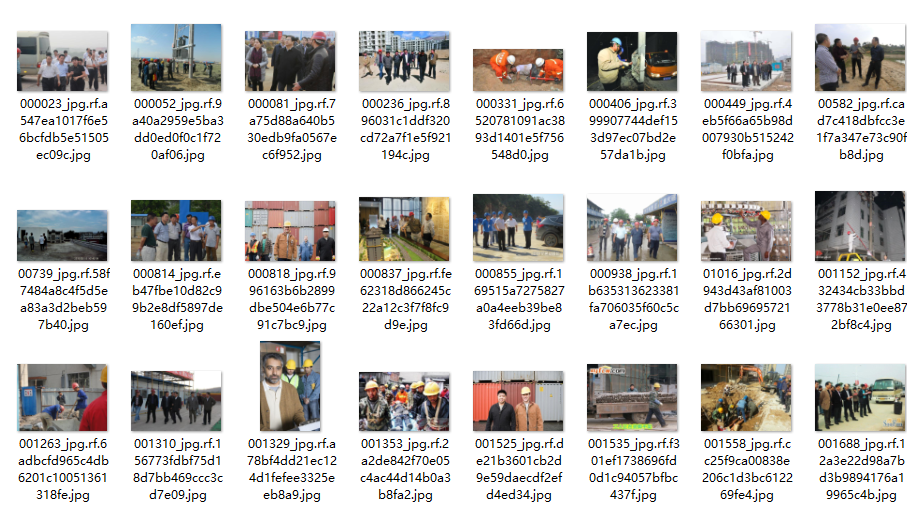 000023_jpg.rf.a
547ea1017f6e5
6bcfdb5e51505
ec09c.jpg
000052_jpg.rf.9
a40a2959e5ba3
dd0ed0f0c1f72
0af06.jpg
000081_jpg.rf.7
a75d88a640b5
30edb9fa0567e
c6f952.jpg
000236_jpg.rf.8
96031c1ddf320
cd72a7f1e5f921
194c.jpg
000331_jpg.rf.6
5207810​91ac38
93d1401e5f756
548d0.jpg
000406_jpg.rf.3
99907744def15
3d97ec07bd2e
57da1b.jpg
000449_jpg.rf.4
eb5f66a65b98d
007930b515242
f0bfa.jpg
00582_jpg.rf.ca
d7c418dbfcc3e
1f7a347e73c90f
b8d.jpg
00739_jpg.rf.58f
7484a8c4f5d5e
a83a3d2beb59
7b40.jpg
000814_jpg.rf.e
b47fbe10d82c9
9b2e8df5897de
160ef.jpg
000818_jpg.rf.9
96163b6b2899
dbe504e6b77c
91c7bc9.jpg
000837_jpg.rf.fe
62318d866245c
22a12c3f7f8fc9
d9e.jpg
000855_jpg.rf.1
69515a7275827
a0a4eeb39be8
3fd66d.jpg
000938_jpg.rf.1
b635313623381
fa706035f60c5c
a7ec.jpg
01016_jpg.rf.2d
943d43af81003
d7bb69695721
66301.jpg
001152_jpg.rf.4
32434cb33bbd
3778b31e0ee87
2bf8c4.jpg
001263_jpg.rf.6
adbcfd965c4db
6201c10051361
318fe.jpg
001310_jpg.rf.1
56773fdbf75d1
8d7bb469ccc3c
d7e09.jpg
001329_jpg.rf.a
78bf4dd21ec12
4d1fefee3325e
eb8a9.jpg
001353_jpg.rf.2
a2de842f70e05
c4ac44d14b0a3
b8fa2.jpg
001525_jpg.rf.d
e21b3601cb2d
9e59daecdf2ef
d4ed34.jpg
001535_jpg.rf.f3
01ef1738696fd
0d1c94057bfbc
437f.jpg
001558_jpg.rf.c
c25f9ca00838e
206c1d3bc6122
69fe4.jpg
001688_jpg.rf.1
2a3e22d98a7b
d3b9894176a1
9965c4b.jpg